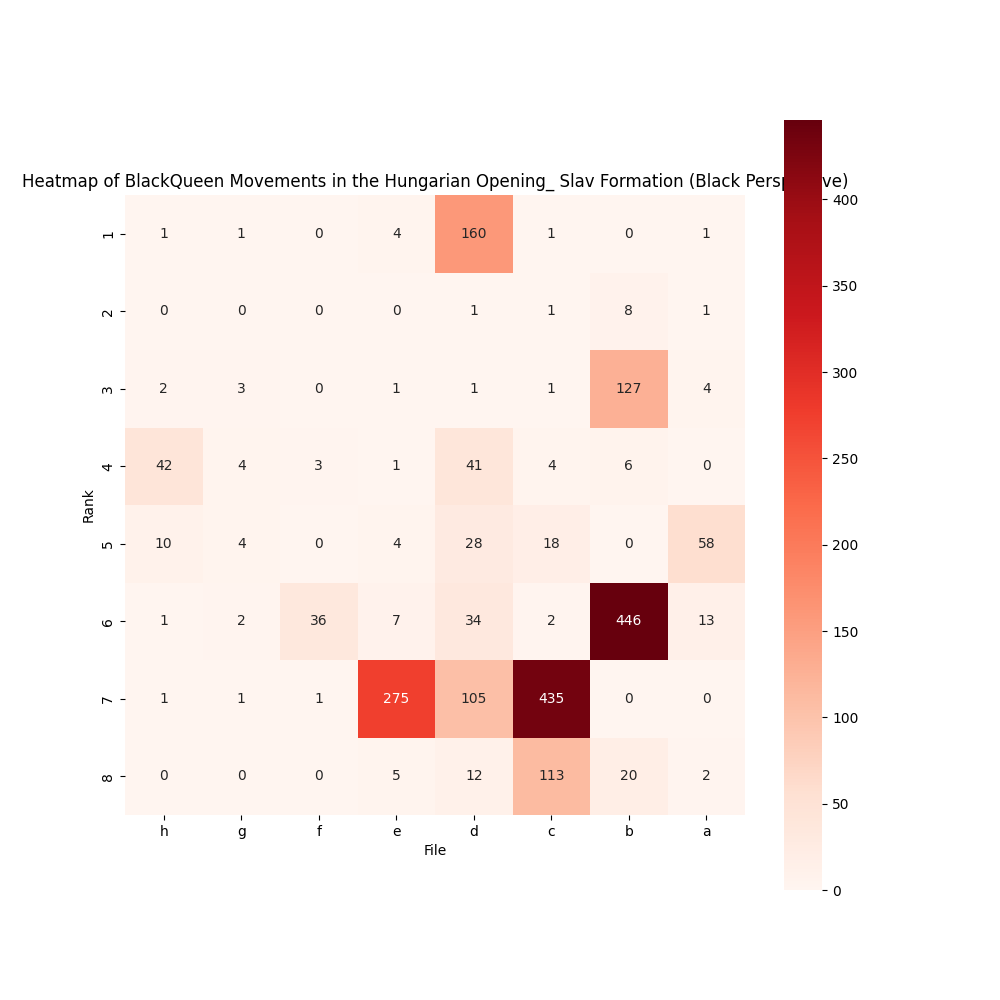 Heatmap of BlackQueen Movements in the Hungarian Opening_ Slav Formation (Black Perspective)
1 1 1 0 4 160 1 0 1
2 0 0 0 0 1 1 8 1
3 2 3 0 1 1 1 127 4
4 42 4 3 1 41 4 6 0
Rank
5 10 4 0 4 28 18 0 58
6 1 2 36 7 34 2 446 13
7 1 1 1 275 105 435 0 0
8 0 0 0 5 12 113 20 2
h g f e d c b a
File
400
350
300
250
200
150
100
50
0